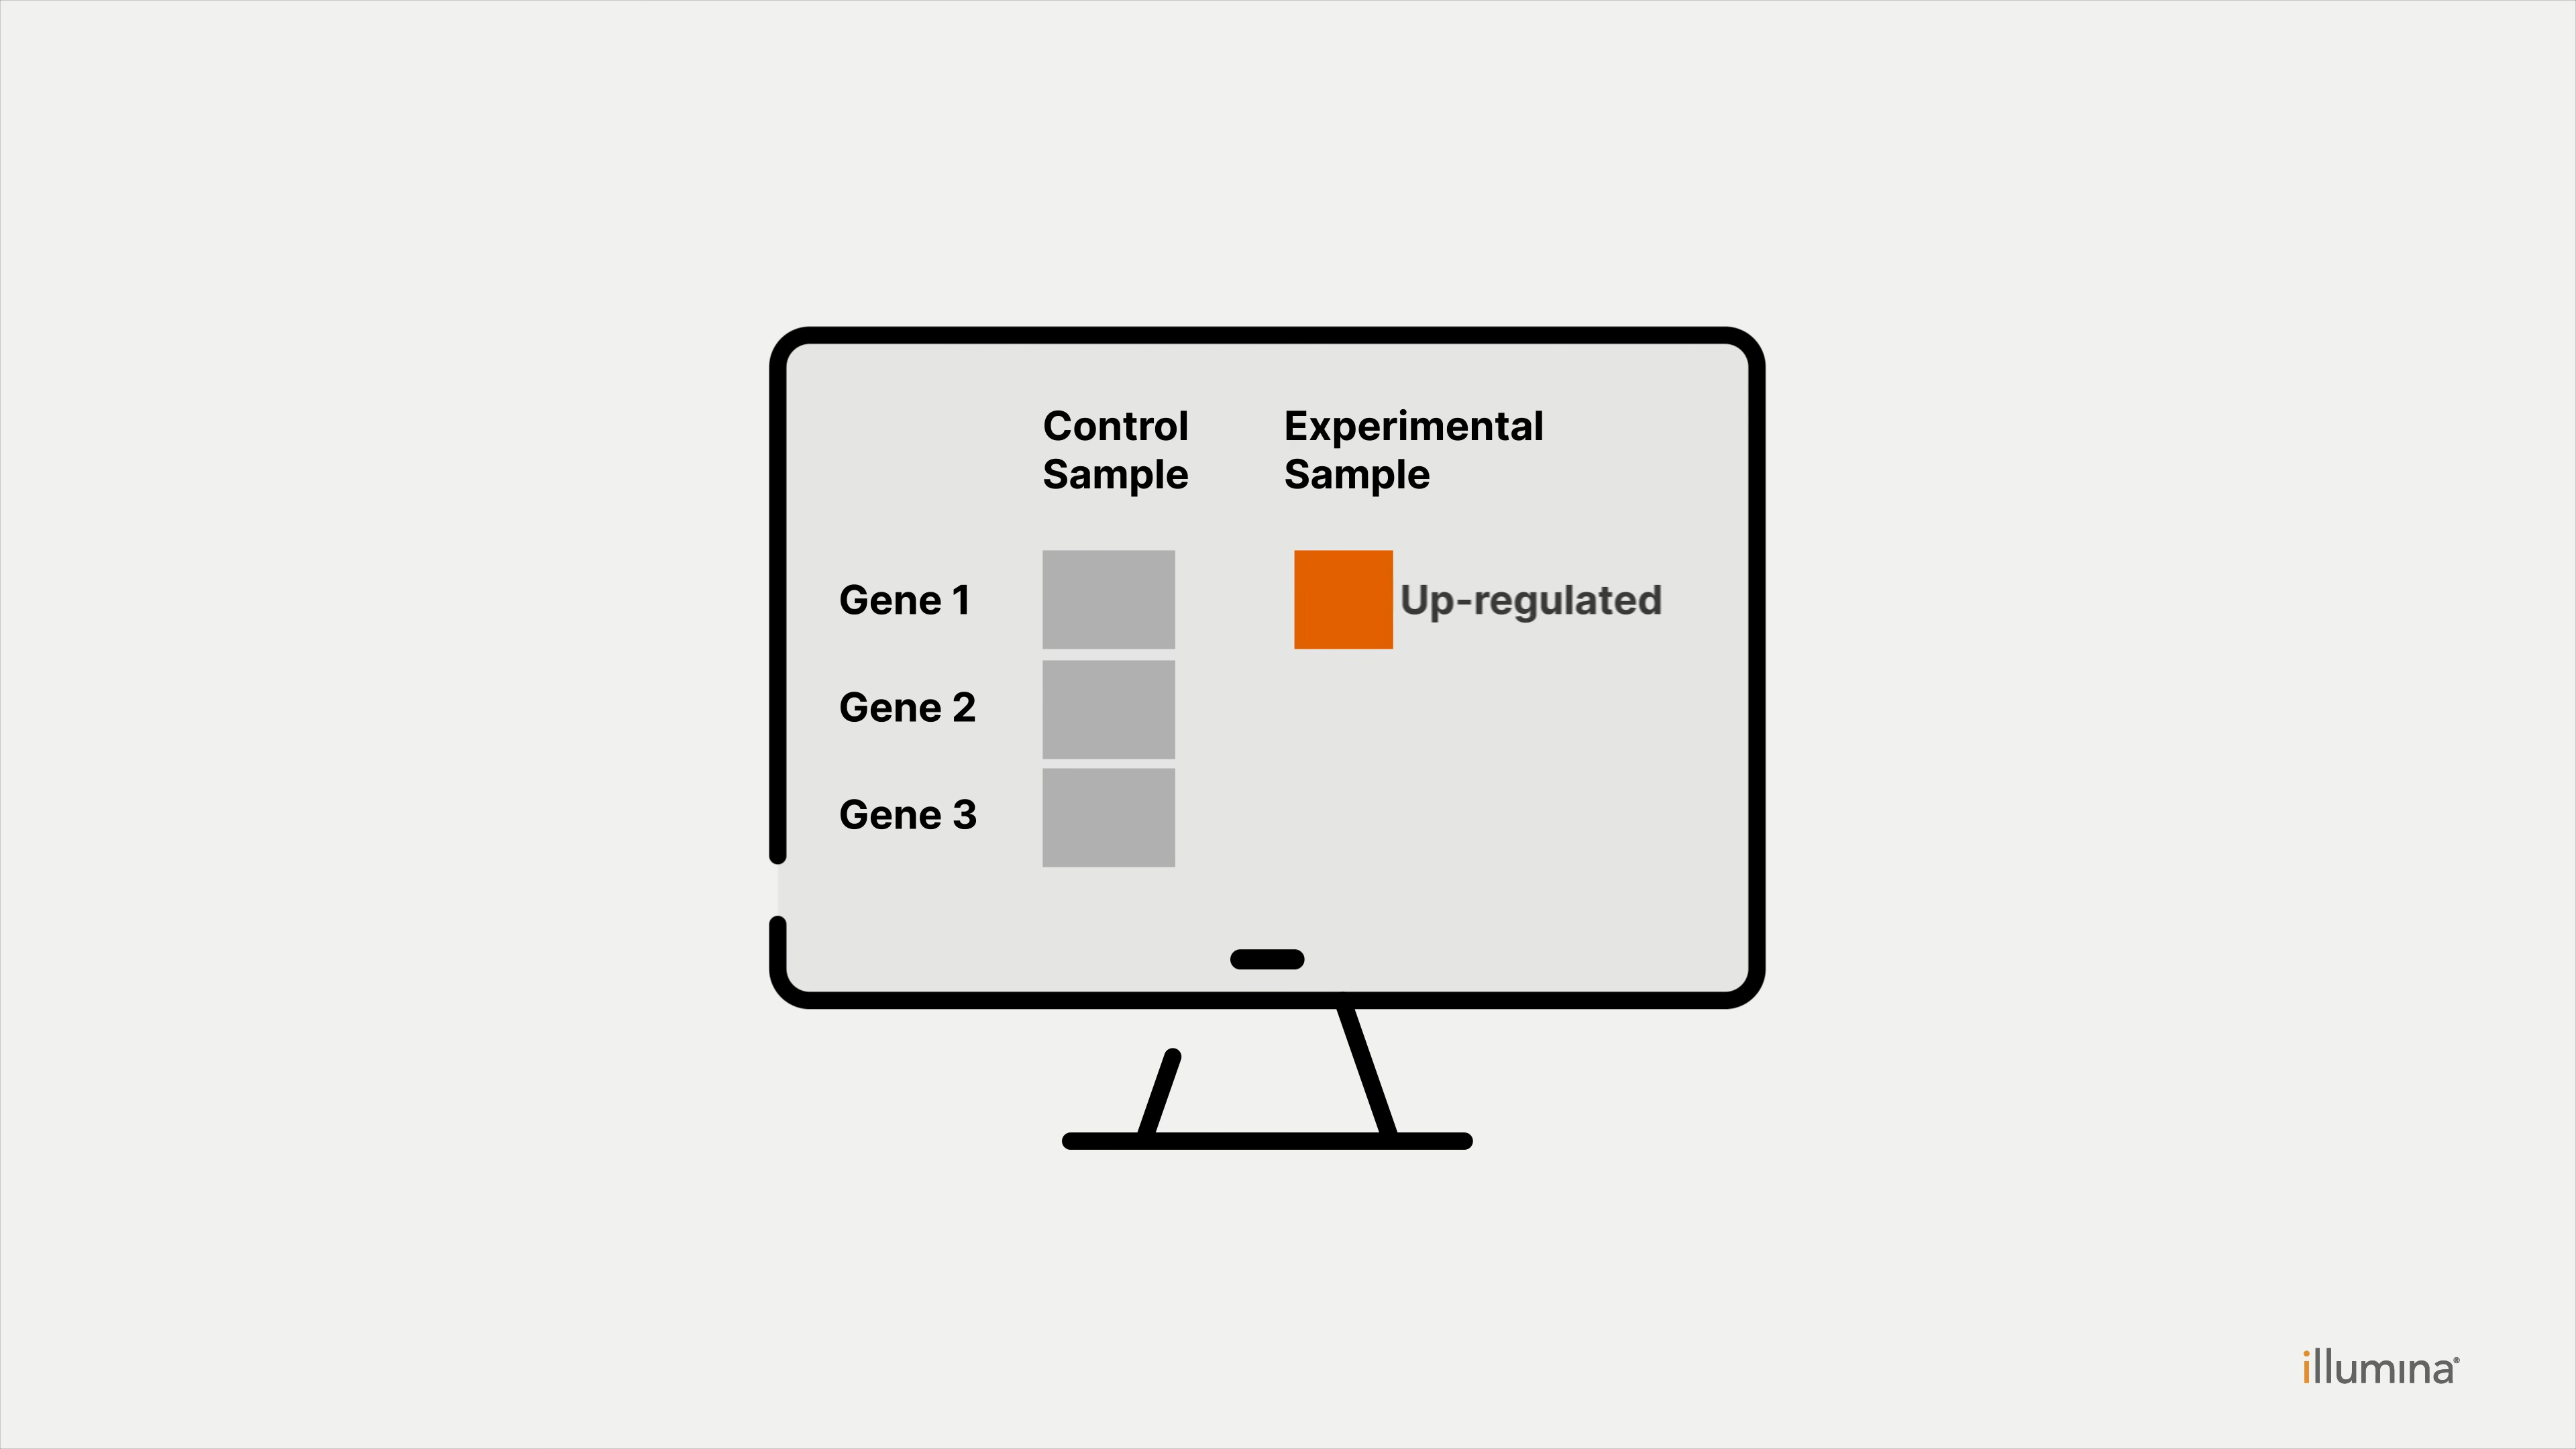 Control
Sample
Experimental
Sample
Gene 1
Up-regulated
Gene 2
Gene 3
illumina®